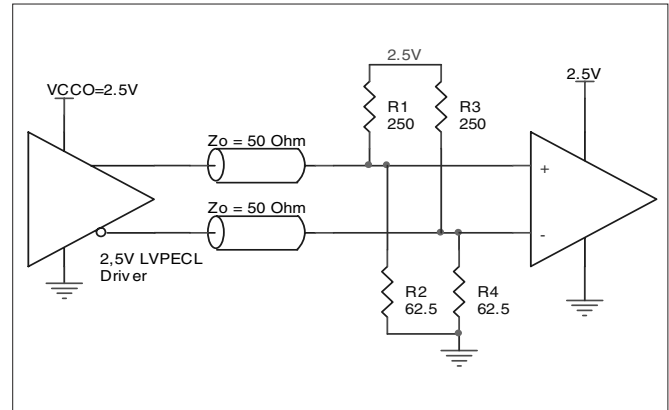 2.5V
VCCO=2.5V
2.5V
R1
250
R3
250
Zo = 50 Ohm
+
Zo = 50 Ohm
-
2,5V LVPECL
Driver
R2
62.5
R4
62.5